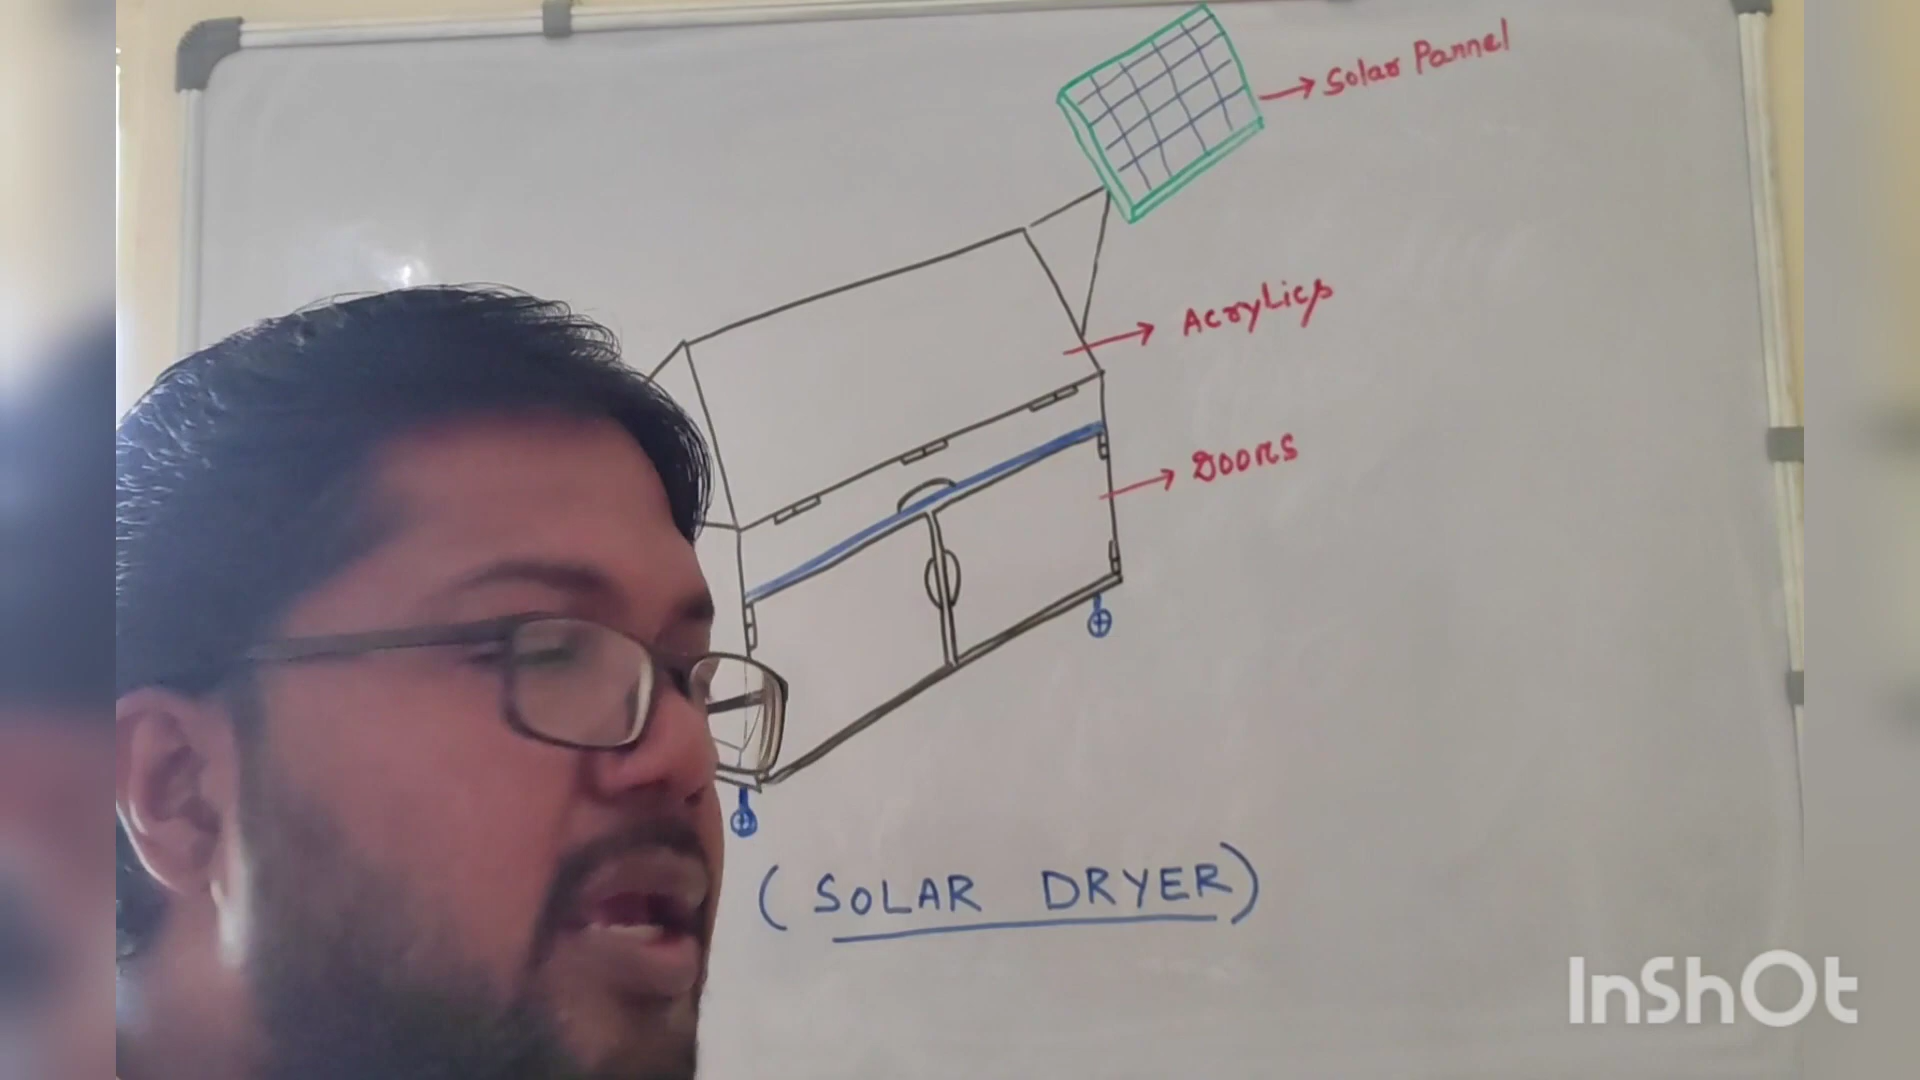 Solar Pannel
Acrylics
Doors
( SOLAR DRYER )
InShOt